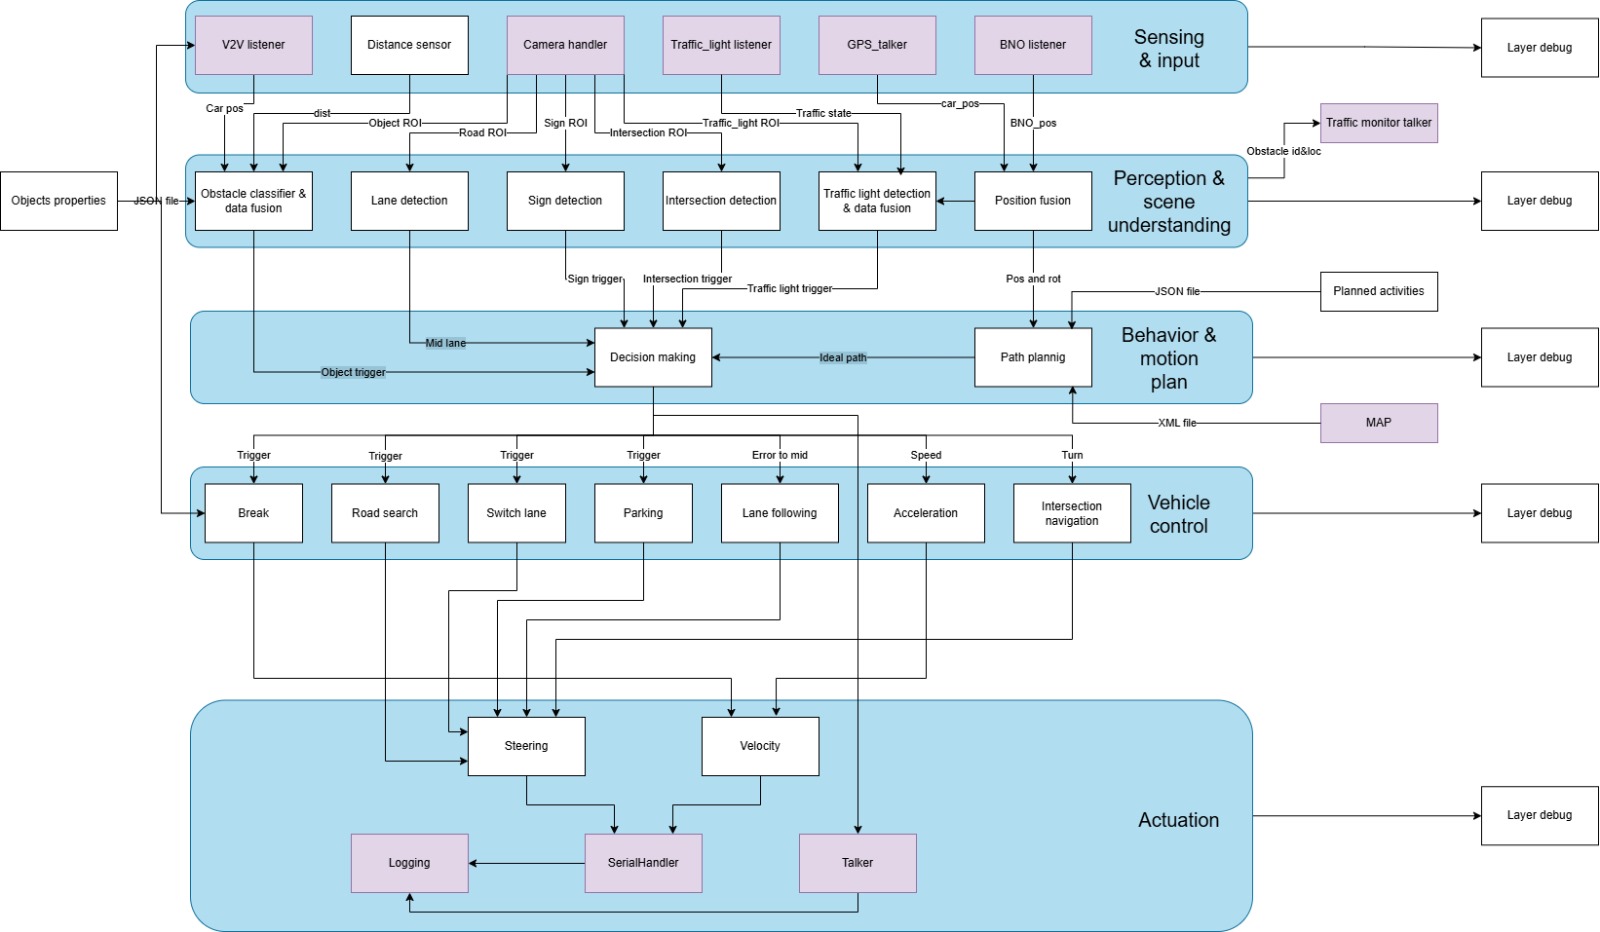 V2V listener
Distance sensor
Camera handler
Traffic_light listener
GPS_talker
BNO listener
Sensing
& input
Layer debug
Car pos
dist
Object ROI
Road ROI
Sign ROI
Intersection ROI
Traffic_light ROI
Traffic state
car_pos
BNO_pos
Traffic monitor talker
Obstacle id&loc
Objects properties
JSON file
Obstacle classifier &
data fusion
Lane detection
Sign detection
Intersection detection
Traffic light detection
& data fusion
Position fusion
Perception &
scene
understanding
Layer debug
Sign trigger
Intersection trigger
Traffic light trigger
Pos and rot
JSON file
Planned activities
Mid lane
Object trigger
Decision making
Ideal path
Path plannig
Behavior &
motion
plan
Layer debug
XML file
MAP
Trigger
Trigger
Trigger
Trigger
Error to mid
Speed
Turn
Break
Road search
Switch lane
Parking
Lane following
Acceleration
Intersection
navigation
Vehicle
control
Layer debug
Steering
Velocity
Actuation
Layer debug
Logging
SerialHandler
Talker